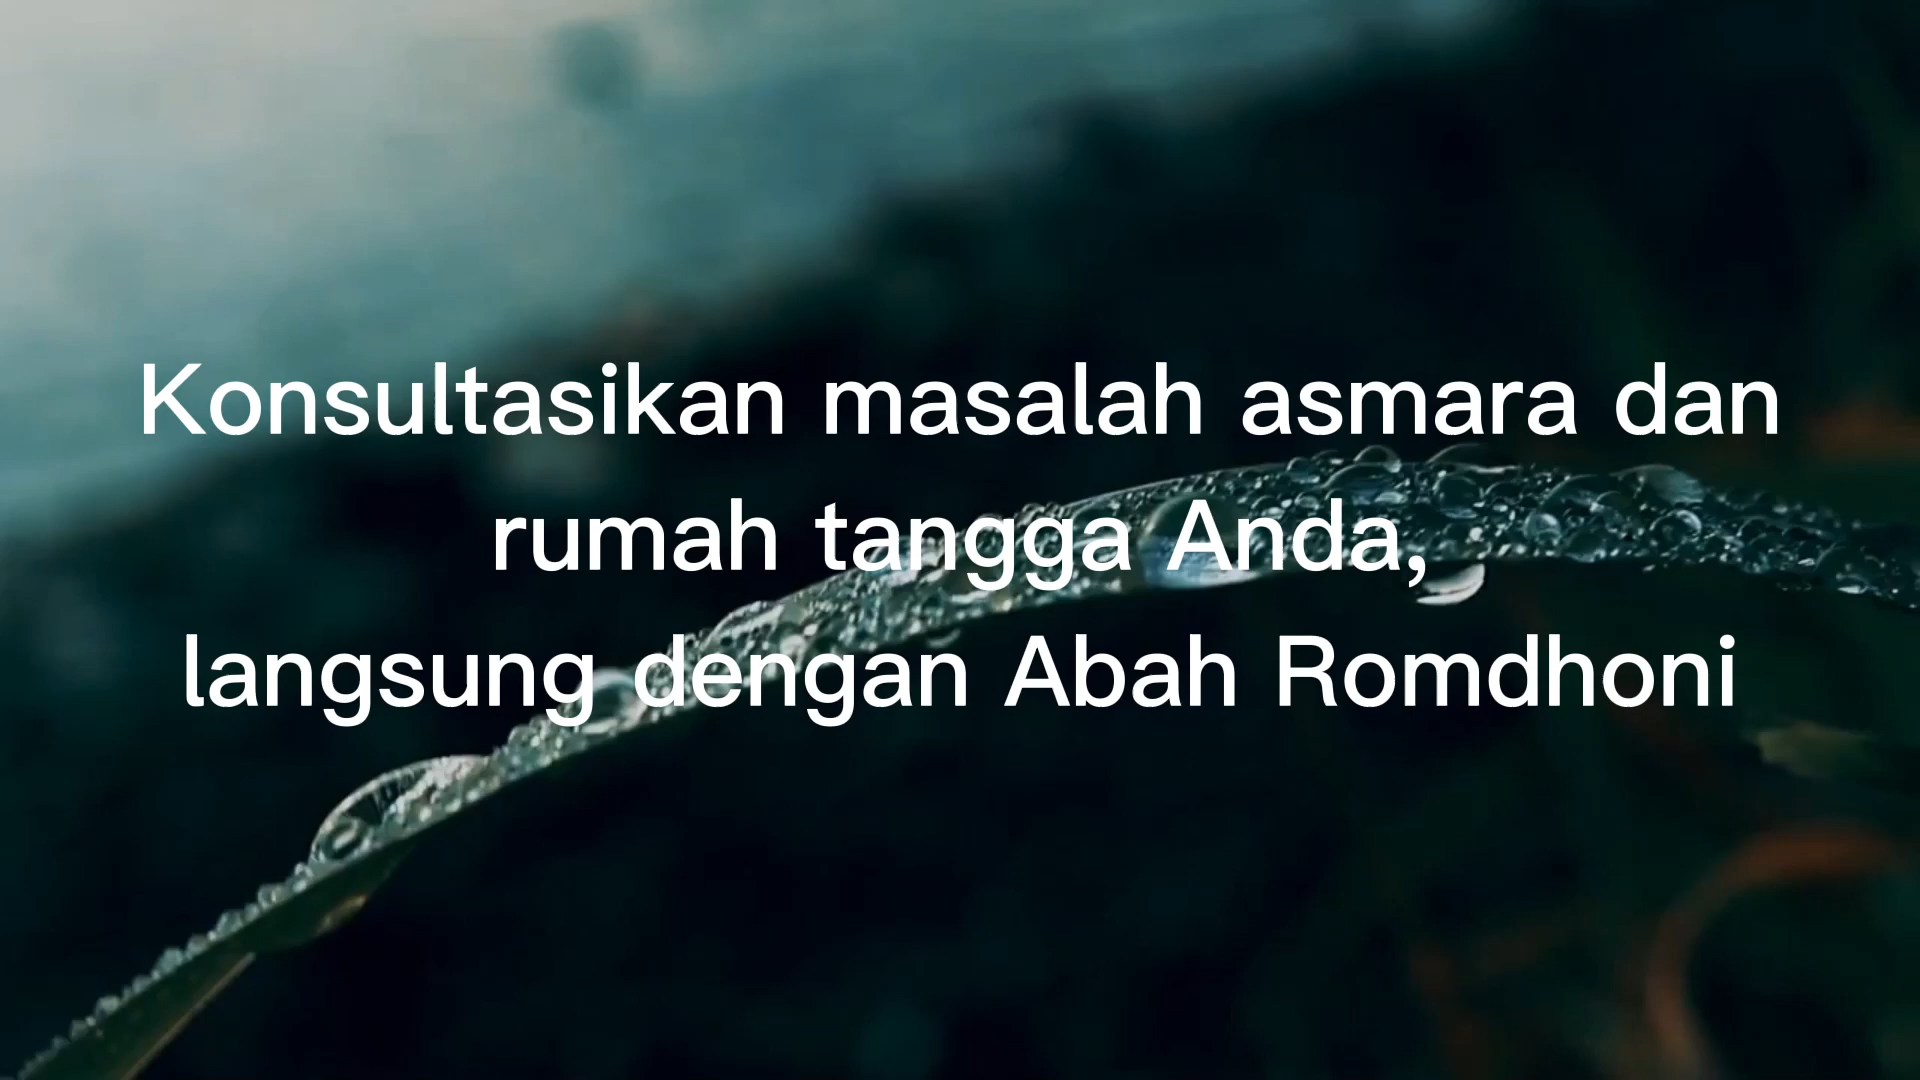 Konsultasikan masalah asmara dan
rumah tangga Anda,
langsung dengan Abah Romdhoni